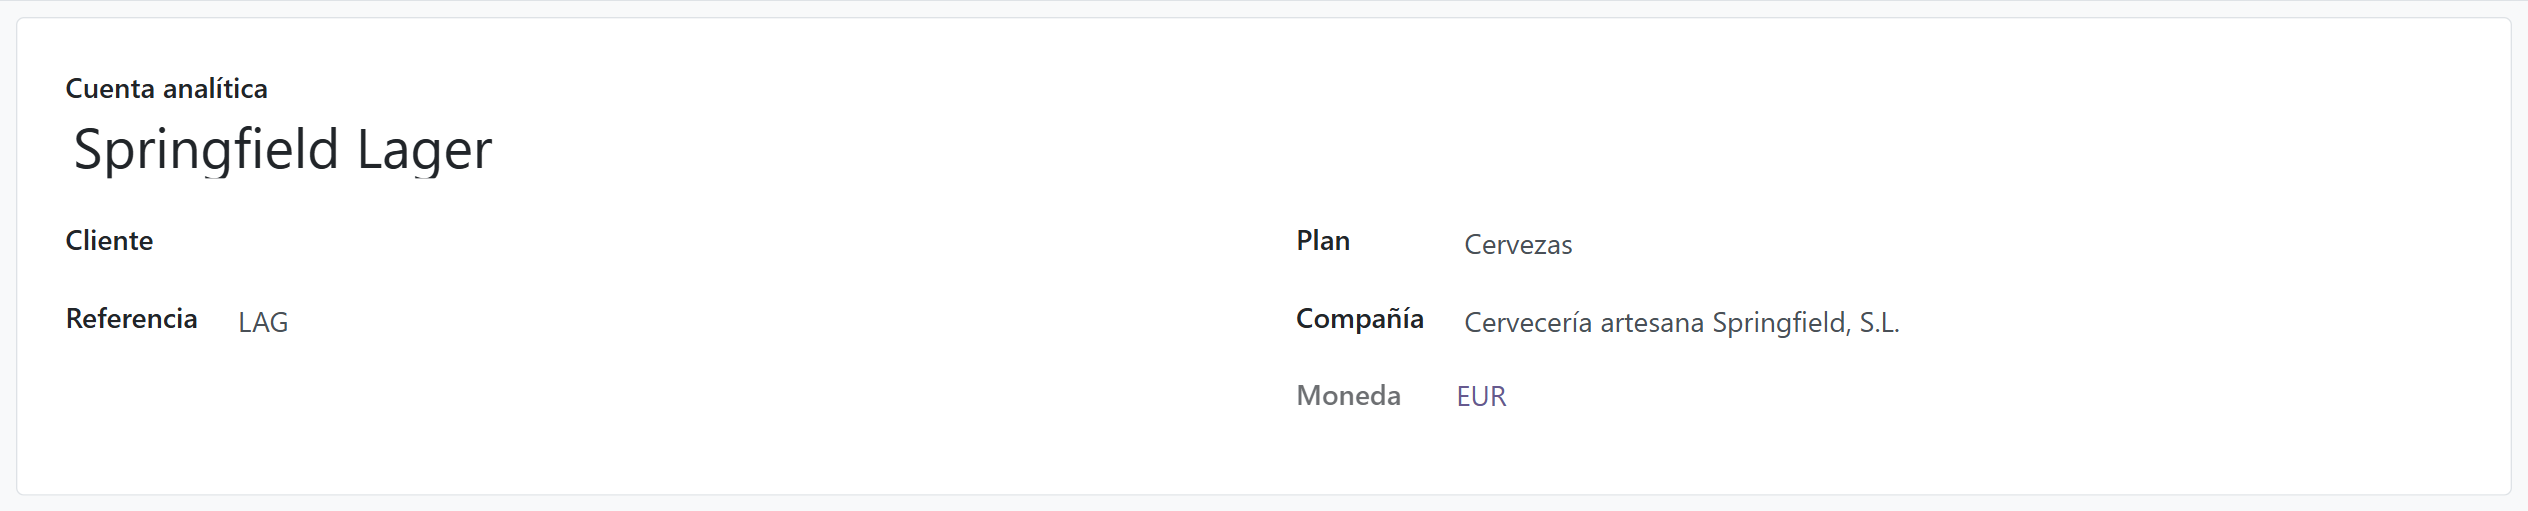 Cuenta analítica
Springfield Lager
Cliente
Referencia LAG
Plan Cervezas
Compañía Cervecería artesana Springfield, S.L.
Moneda EUR